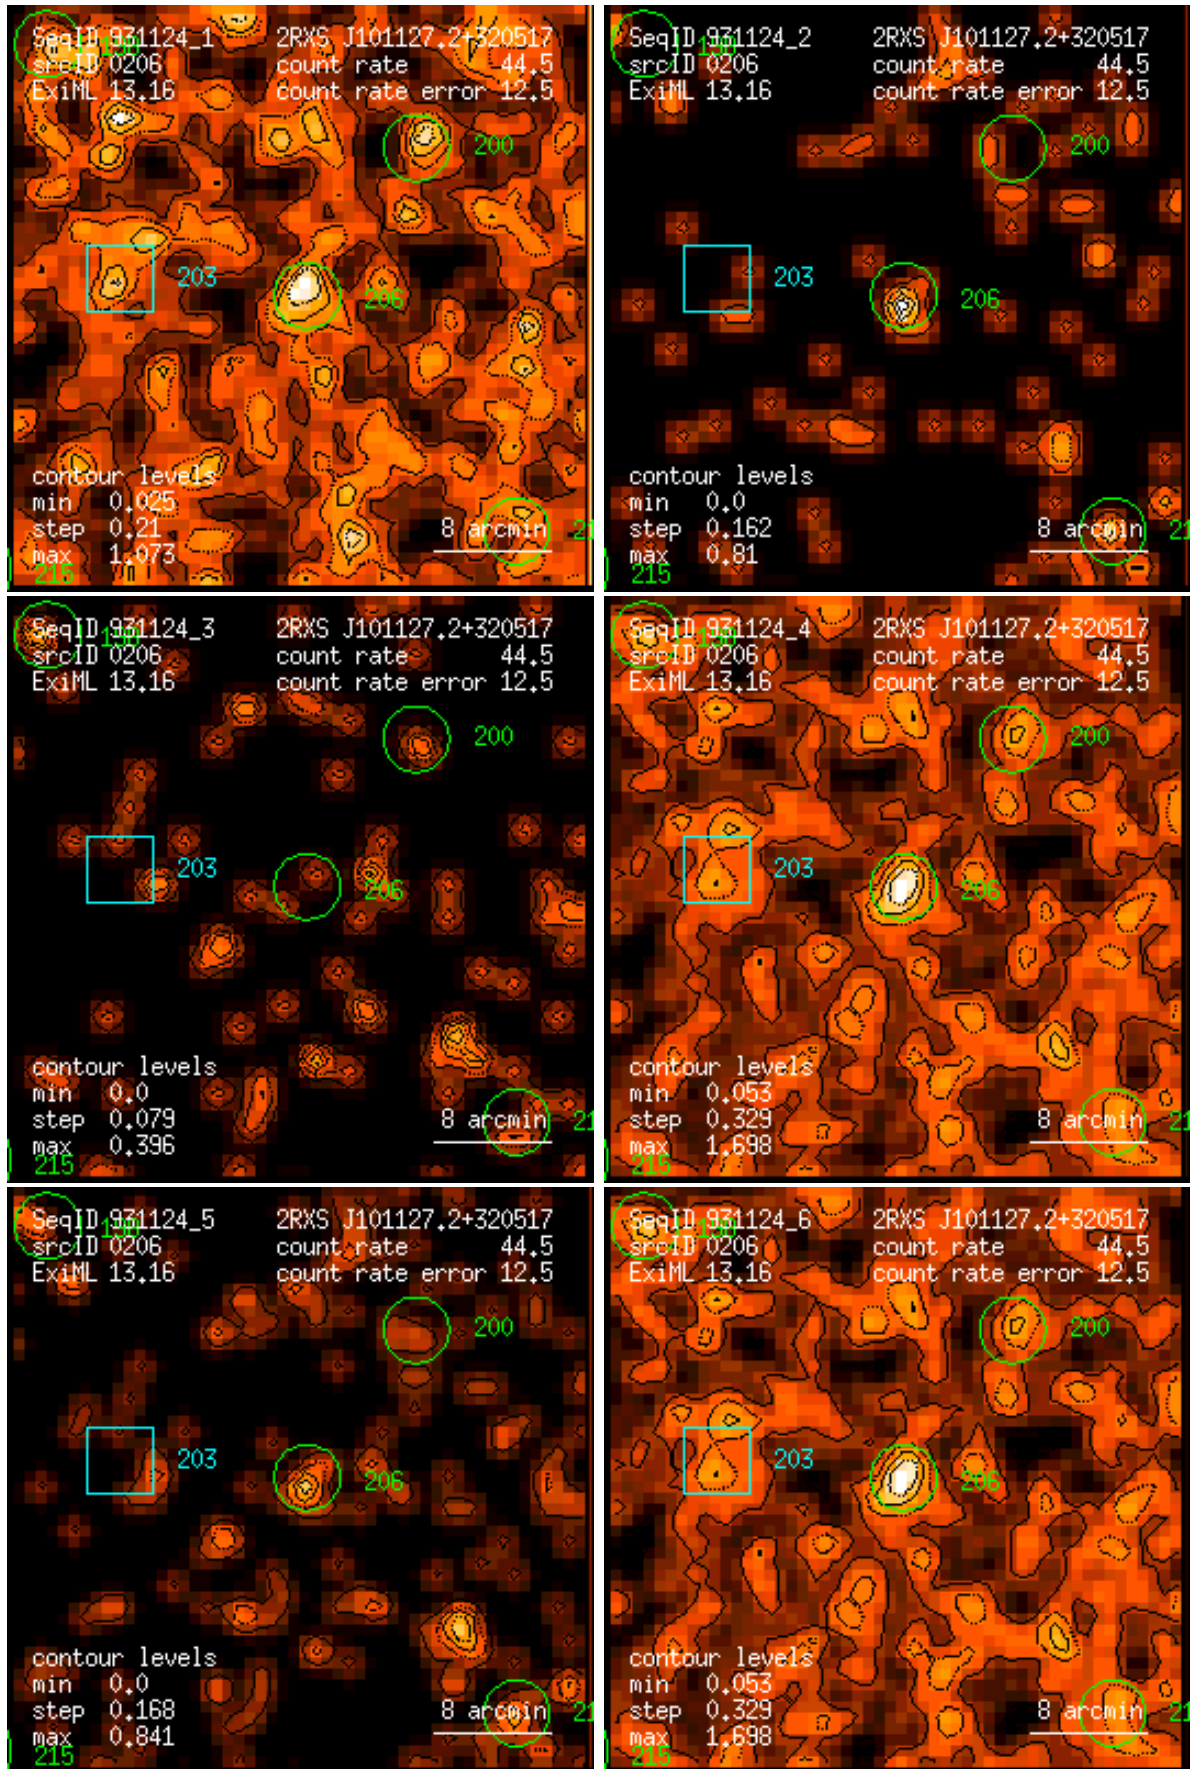 SeqID 931124_1 2RXS J101127.2+320517
srcID 0206 count rate 44.5
ExiML 13.16 count rate error 12.5
200
203
206
contour levels
min 0.025
step 0.21 8 arcmin 21
max 1.073
215
SeqID 931124_2 2RXS J101127.2+320517
srcID 0206 count rate 44.5
ExiML 13.16 count rate error 12.5
200
203
206
contour levels
min 0.0
step 0.162 8 arcmin 21
max 0.81
215
SeqID 931124_3 2RXS J101127.2+320517
srcID 0206 count rate 44.5
ExiML 13.16 count rate error 12.5
200
203
206
contour levels
min 0.0
step 0.079 8 arcmin 21
max 0.396
215
SeqID 931124_4 2RXS J101127.2+320517
srcID 0206 count rate 44.5
ExiML 13.16 count rate error 12.5
200
203
206
contour levels
min 0.053
step 0.329 8 arcmin 21
max 1.698
215
SeqID 931124_5 2RXS J101127.2+320517
srcID 0206 count rate 44.5
ExiML 13.16 count rate error 12.5
200
203
206
contour levels
min 0.0
step 0.168 8 arcmin 21
max 0.841
215
SeqID 931124_6 2RXS J101127.2+320517
srcID 0206 count rate 44.5
ExiML 13.16 count rate error 12.5
200
203
206
contour levels
min 0.053
step 0.329 8 arcmin 21
max 1.698
215